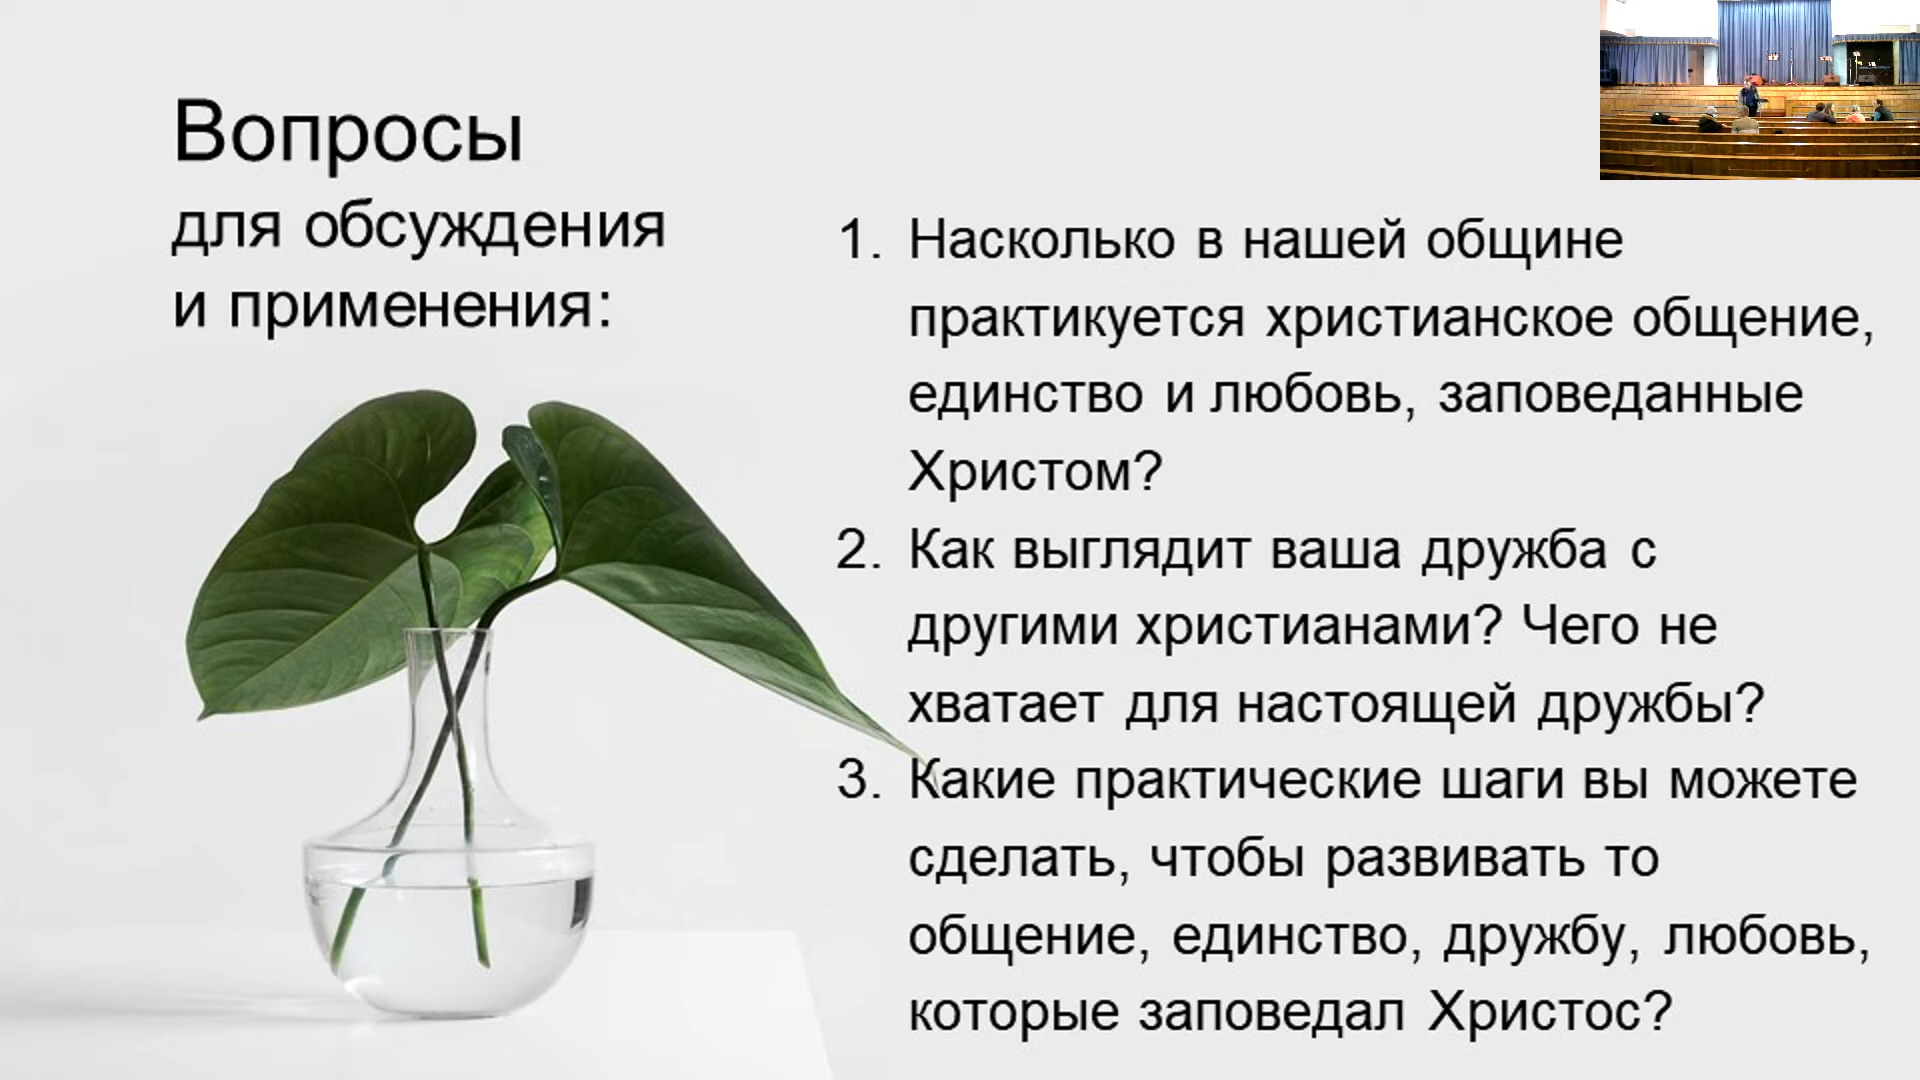 Вопросы
для обсуждения
и применения:
1. Насколько в нашей общине
практикуется христианское общение,
единство и любовь, заповеданные
Христом?
2. Как выглядит ваша дружба с
другими христианами? Чего не
хватает для настоящей дружбы?
3. Какие практические шаги вы можете
сделать, чтобы развивать то
общение, единство, дружбу, любовь,
которые заповедал Христос?